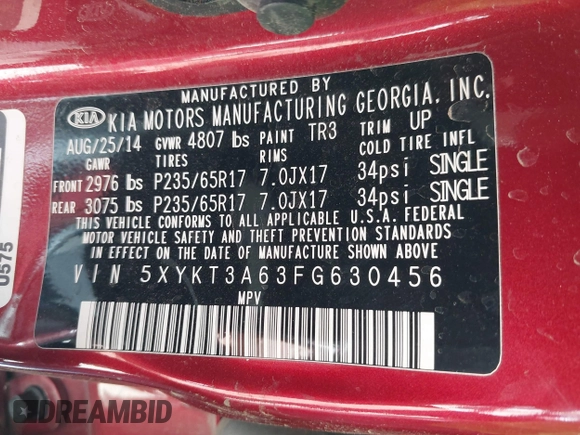 MANUFACTURED BY
KIA KIA MOTORS MANUFACTURING GEORGIA, INC.
AUG/25/14 GVWR 4807 lbs PAINT TR3 TRIM UP
GAWR TIRES RIMS COLD TIRE INFL
FRONT 2976 lbs P235/65R17 7.0JX17 34psi SINGLE
REAR 3075 lbs P235/65R17 7.0JX17 34psi SINGLE
THIS VEHICLE CONFORMS TO ALL APPLICABLE U.S.A. FEDERAL
MOTOR VEHICLE SAFETY AND THEFT PREVENTION STANDARDS
IN EFFECT ON THE DATE OF MANUFACTURE SHOWN ABOVE.
VIN 5XYKT3A63FG630456
MPV
0575
DREAMBID